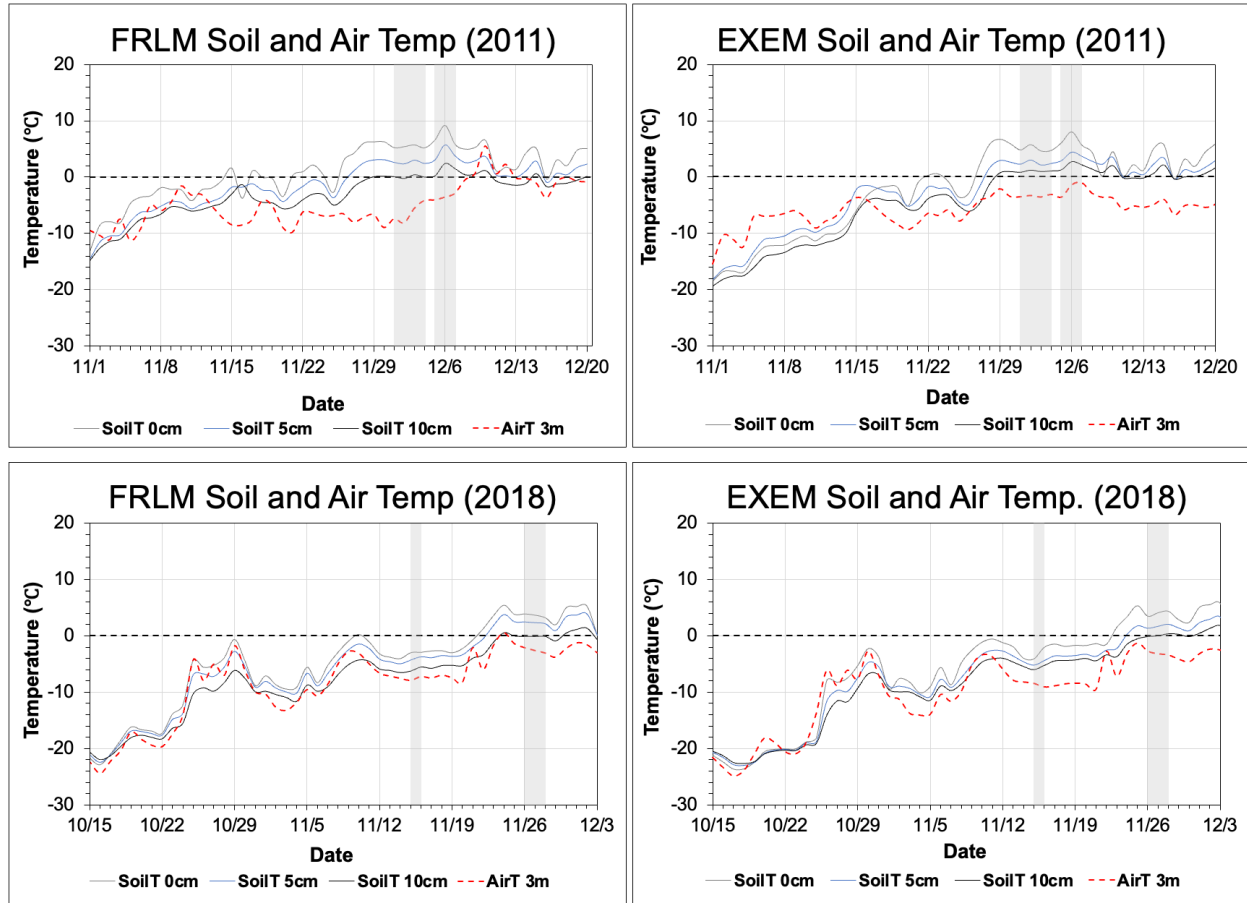 FRLM Soil and Air Temp (2011)
Temperature (°C)
20
10
0
-10
-20
-30
11/1 11/8 11/15 11/22 11/29 12/6 12/13 12/20
Date
SoilT 0cm SoilT 5cm SoilT 10cm AirT 3m
EXEM Soil and Air Temp (2011)
Temperature (°C)
20
10
0
-10
-20
-30
11/1 11/8 11/15 11/22 11/29 12/6 12/13 12/20
Date
SoilT 0cm SoilT 5cm SoilT 10cm AirT 3m
FRLM Soil and Air Temp (2018)
Temperature (°C)
20
10
0
-10
-20
-30
10/15 10/22 10/29 11/5 11/12 11/19 11/26 12/3
Date
SoilT 0cm SoilT 5cm SoilT 10cm AirT 3m
EXEM Soil and Air Temp. (2018)
Temperature (°C)
20
10
0
-10
-20
-30
10/15 10/22 10/29 11/5 11/12 11/19 11/26 12/3
Date
SoilT 0cm SoilT 5cm SoilT 10cm AirT 3m